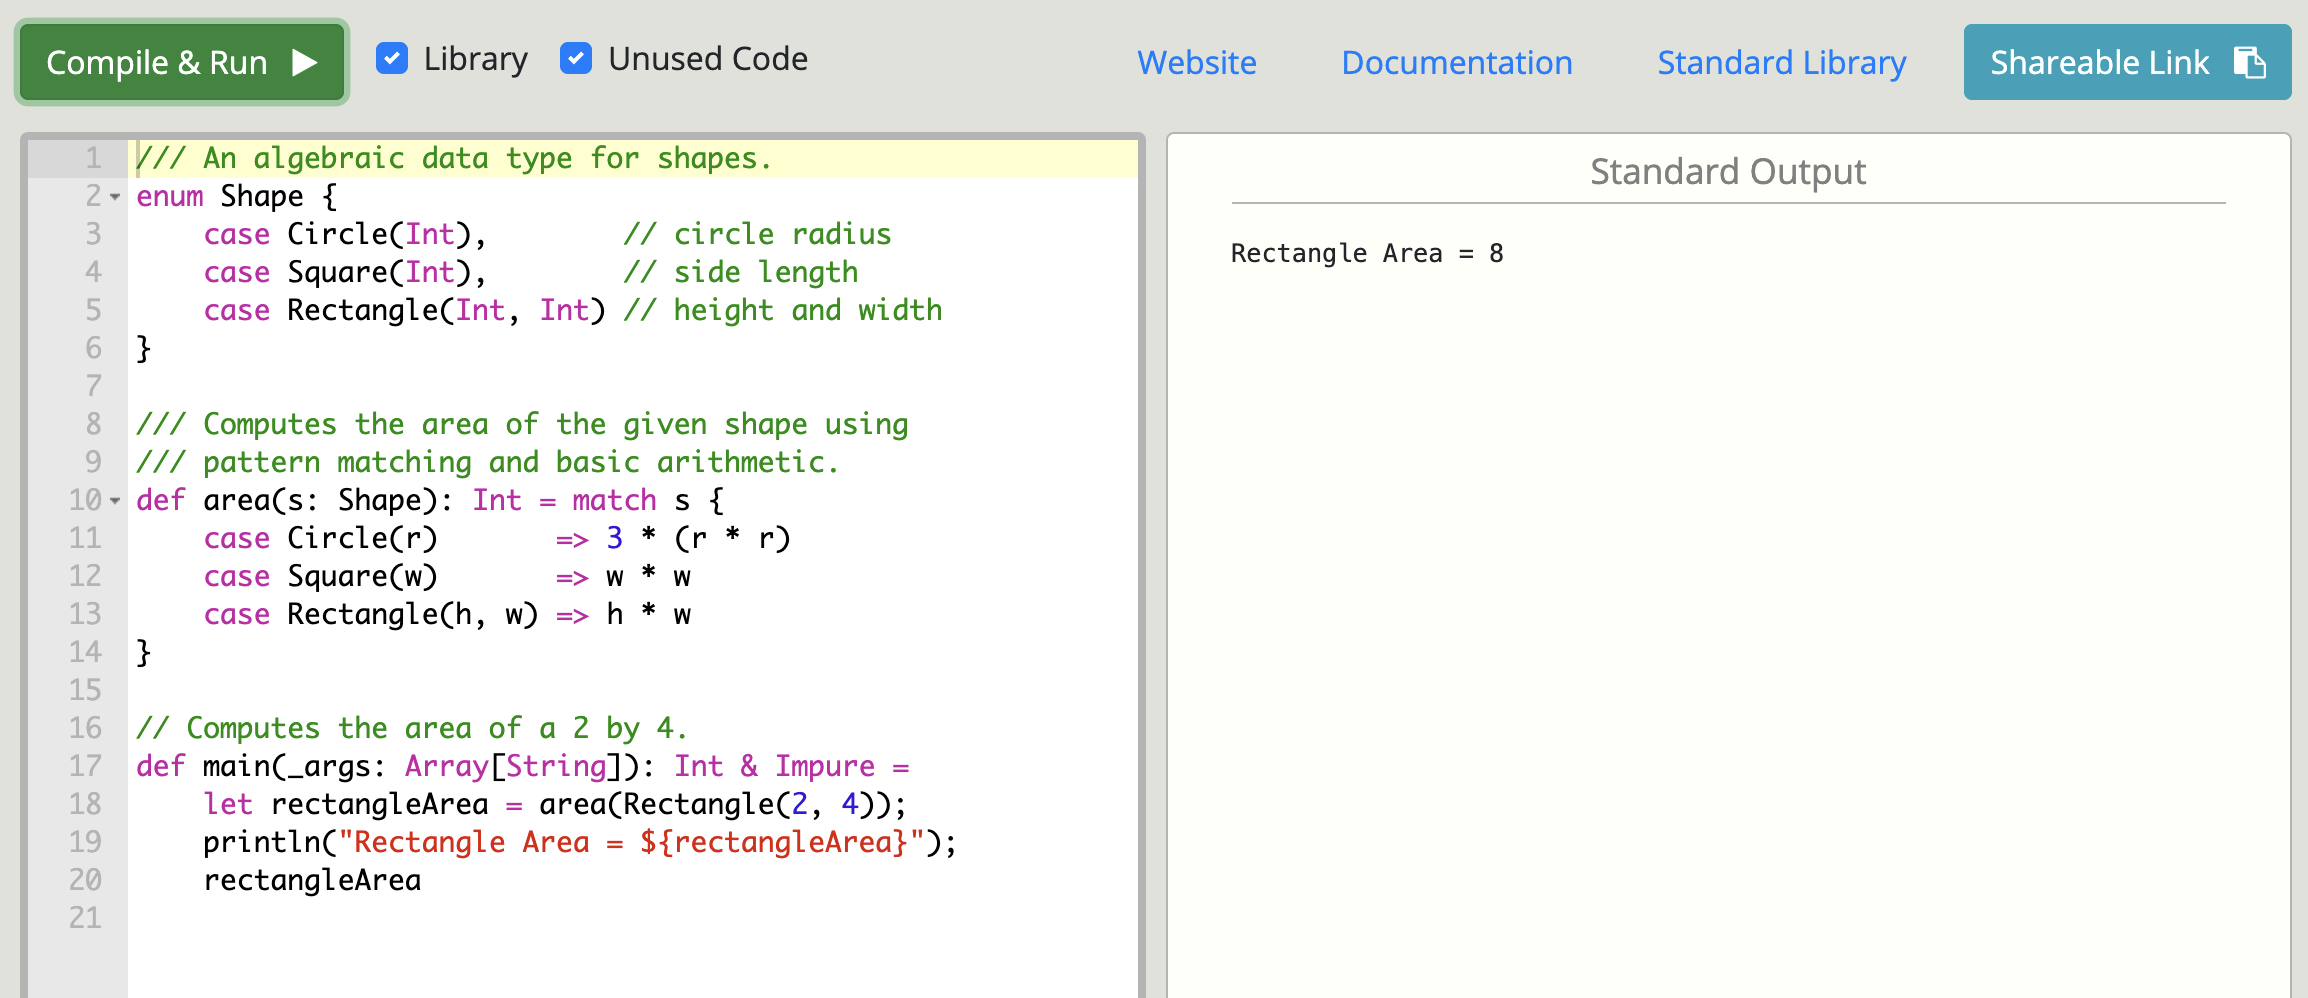 Compile & Run Library Unused Code Website Documentation Standard Library Shareable Link
1 /// An algebraic data type for shapes.
2 enum Shape {
3     case Circle(Int),        // circle radius
4     case Square(Int),        // side length
5     case Rectangle(Int, Int) // height and width
6 }
7
8 /// Computes the area of the given shape using
9 /// pattern matching and basic arithmetic.
10 def area(s: Shape): Int = match s {
11     case Circle(r)       => 3 * (r * r)
12     case Square(w)       => w * w
13     case Rectangle(h, w) => h * w
14 }
15
16 // Computes the area of a 2 by 4.
17 def main(_args: Array[String]): Int & Impure =
18     let rectangleArea = area(Rectangle(2, 4));
19     println("Rectangle Area = ${rectangleArea}");
20     rectangleArea
21
Standard Output
Rectangle Area = 8